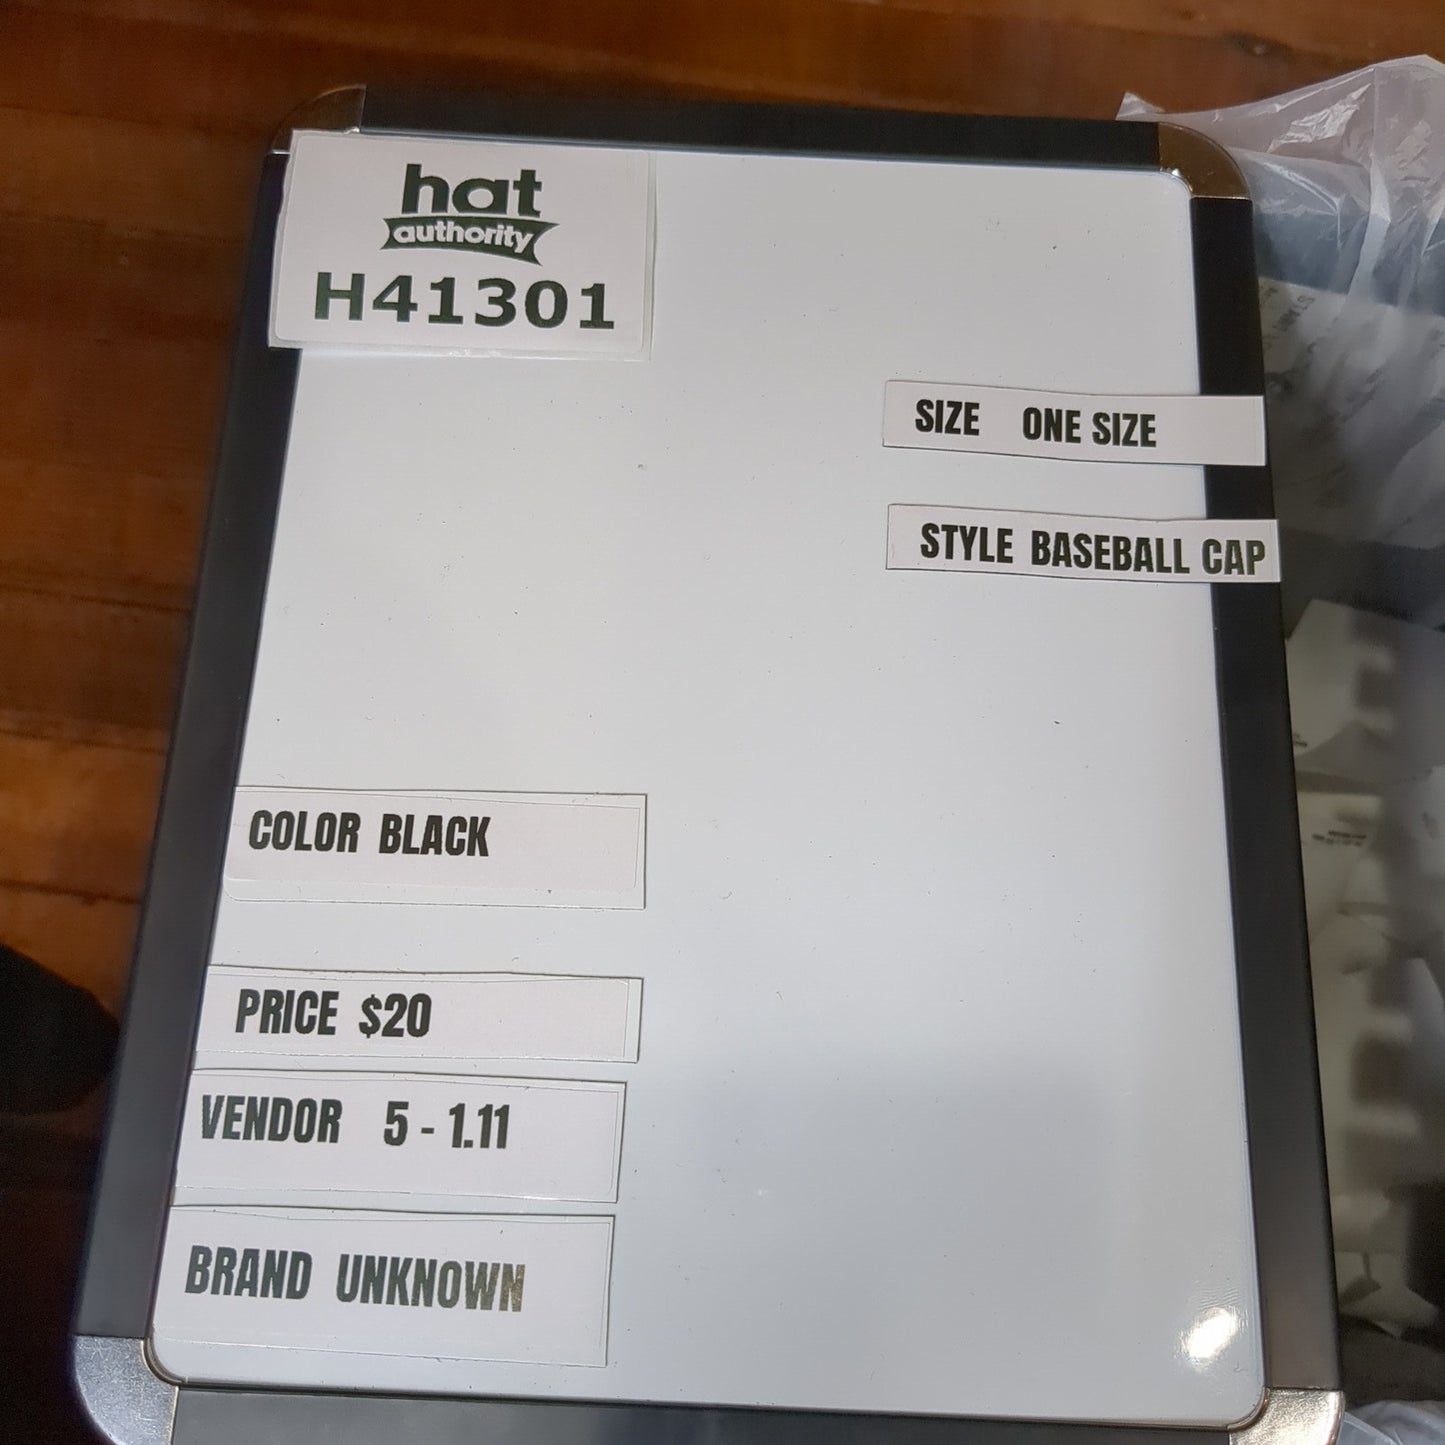 hat
authority
H41301
SIZE ONE SIZE
STYLE BASEBALL CAP
COLOR BLACK
PRICE $20
VENDOR 5 - 1.11
BRAND UNKNOWN